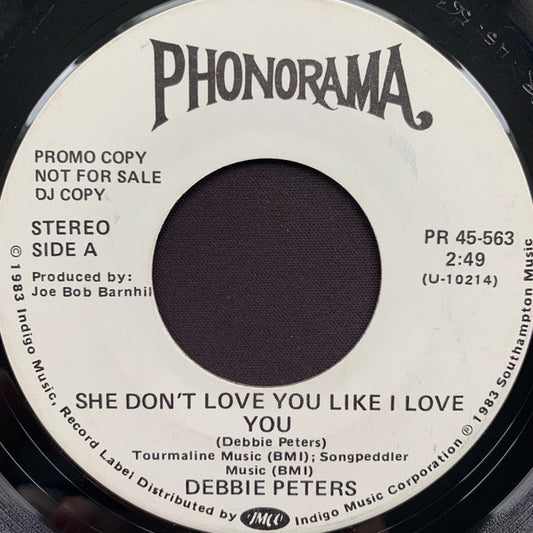 PHONORAMA
PROMO COPY
NOT FOR SALE
DJ COPY
STEREO
SIDE A
Produced by:
Joe Bob Barnhil
PR 45-563
2:49
(U-10214)
SHE DON'T LOVE YOU LIKE I LOVE
YOU
(Debbie Peters)
Tourmaline Music (BMI); Songpeddler
Music (BMI)
DEBBIE PETERS
© 1983 Indigo Music, Record Label Distributed by IMCO Indigo Music Corporation ℗ 1983 Southampton Music